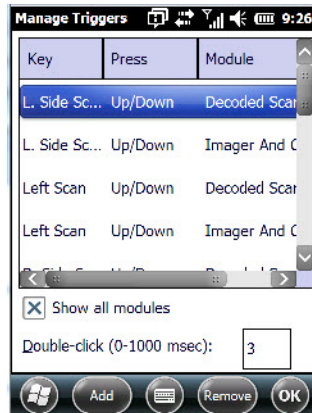 Manage Triggers 9:26
Key Press Module
L. Side Sc... Up/Down Decoded Scan
L. Side Sc... Up/Down Imager And C
Left Scan Up/Down Decoded Scan
Left Scan Up/Down Imager And C
Show all modules
Double-click (0-1000 msec): 3
Add Remove OK